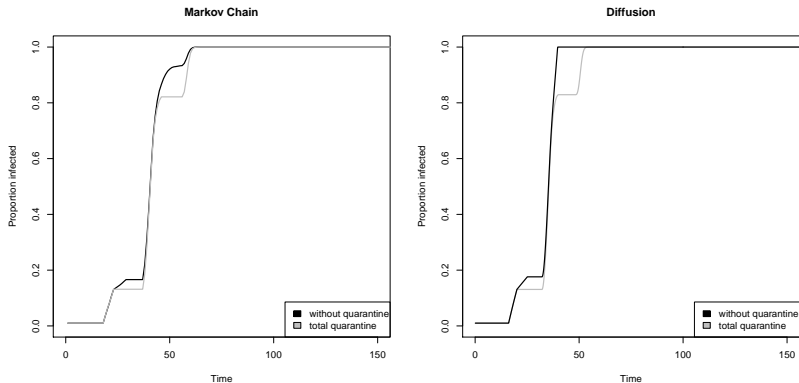 Markov Chain
Proportion infected
1.0
0.8
0.6
0.4
0.2
0.0
without quarantine
total quarantine
0
50
100
150
Time
Diffusion
Proportion infected
1.0
0.8
0.6
0.4
0.2
0.0
without quarantine
total quarantine
0
50
100
150
Time